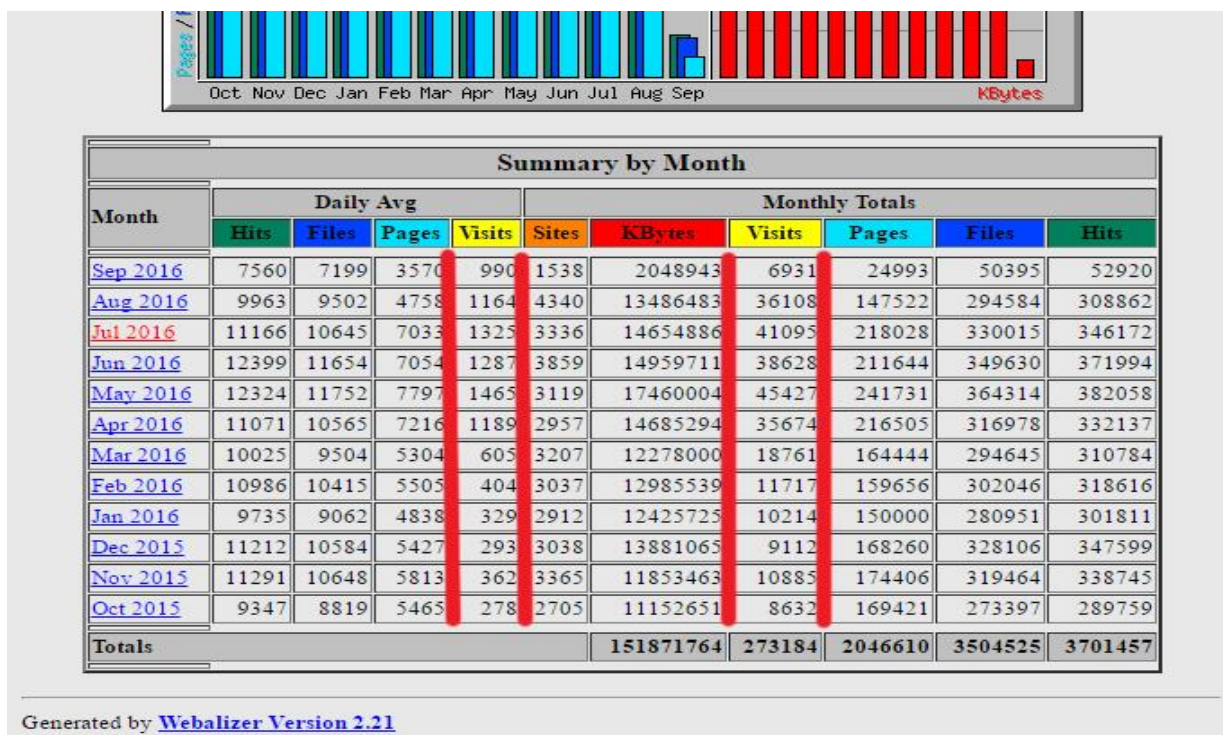 Pages /
Oct Nov Dec Jan Feb Mar Apr May Jun Jul Aug Sep KBytes
Summary by Month
Month Daily Avg Monthly Totals
Hits Files Pages Visits Sites KBytes Visits Pages Files Hits
Sep 2016 7560 7199 3570 990 1538 2048943 6931 24993 50395 52920
Aug 2016 9963 9502 4758 1164 4340 13486483 36108 147522 294584 308862
Jul 2016 11166 10645 7033 1325 3336 14654886 41095 218028 330015 346172
Jun 2016 12399 11654 7054 1287 3859 14959711 38628 211644 349630 371994
May 2016 12324 11752 7797 1465 3119 17460004 45427 241731 364314 382058
Apr 2016 11071 10565 7216 1189 2957 14685294 35674 216505 316978 332137
Mar 2016 10025 9504 5304 605 3207 12278000 18761 164444 294645 310784
Feb 2016 10986 10415 5505 404 3037 12985539 11717 159656 302046 318616
Jan 2016 9735 9062 4838 329 2912 12425725 10214 150000 280951 301811
Dec 2015 11212 10584 5427 293 3038 13881065 9112 168260 328106 347599
Nov 2015 11291 10648 5813 362 3365 11853463 10885 174406 319464 338745
Oct 2015 9347 8819 5465 278 2705 11152651 8632 169421 273397 289759
Totals 151871764 273184 2046610 3504525 3701457
Generated by Webalizer Version 2.21